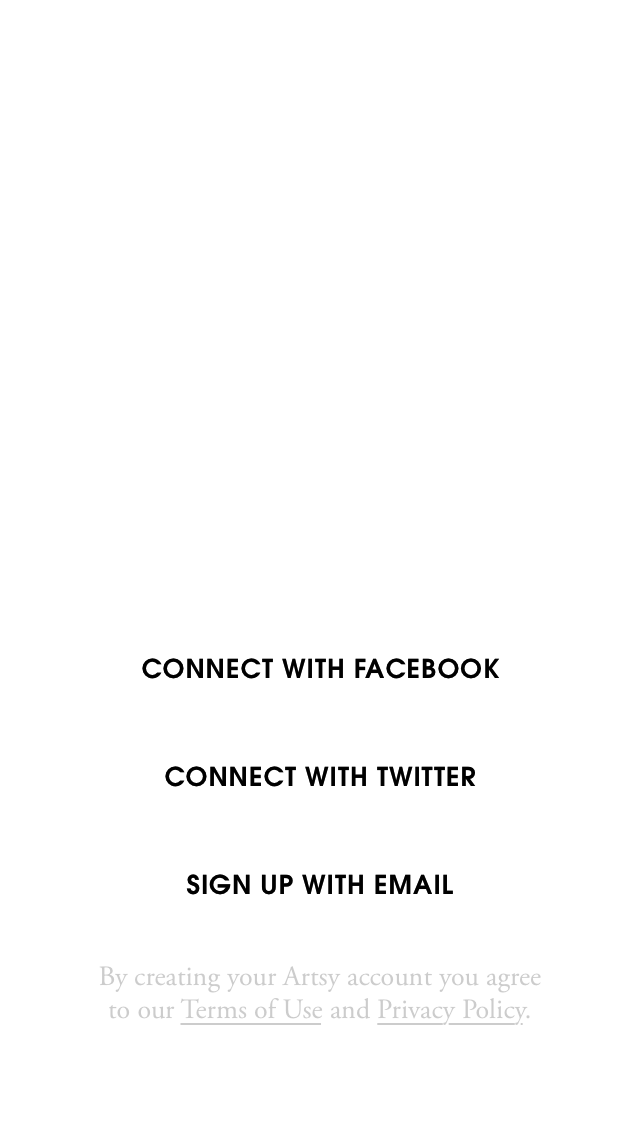 CONNECT WITH FACEBOOK
CONNECT WITH TWITTER
SIGN UP WITH EMAIL
By creating your Artsy account you agree
to our Terms of Use and Privacy Policy.